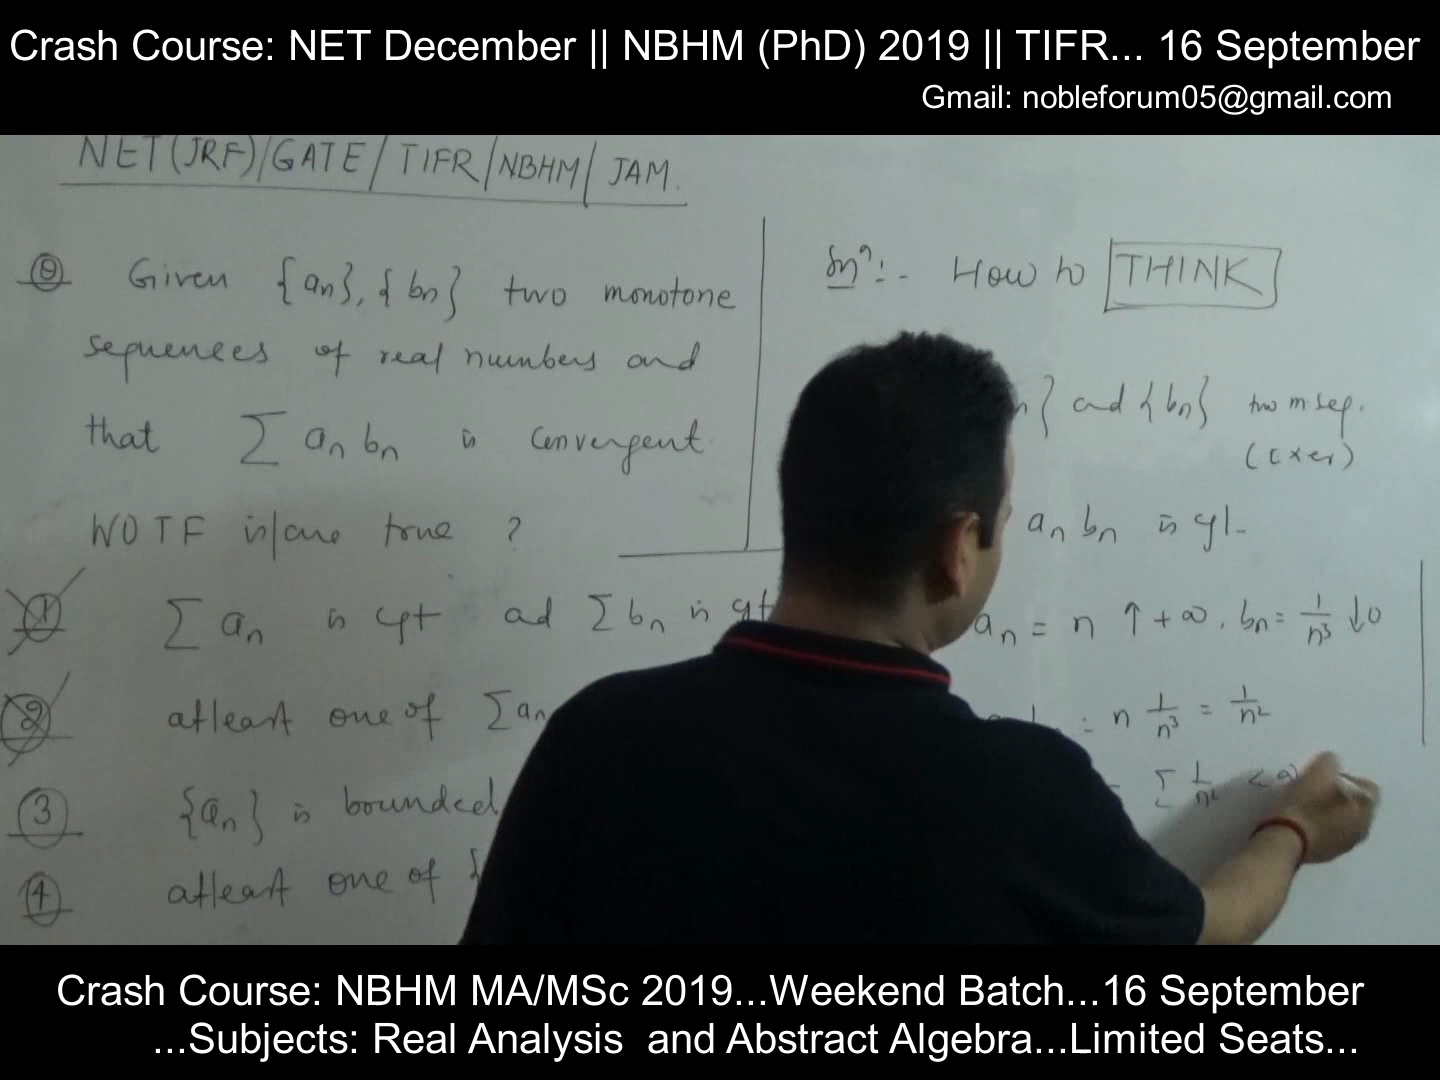 Crash Course: NET December || NBHM (PhD) 2019 || TIFR... 16 September
Gmail: nobleforum05@gmail.com
NET(JRF)/GATE/TIFR/NBHM/JAM.
Q Given {an}, {bn} two monotone
sequences of real numbers and
that ∑ an bn is convergent.
WOTF is/are true ?
1 ∑ an is cgt ad ∑ bn is cgt
2 atleast one of ∑ an
3 {an} is bounded
4 atleast one of {
Sn :- How to THINK
n} and {bn} two m seq.
(Exer)
an bn is cgt.
an = n ↑ +∞, bn = 1/n³ ↓0
= n 1/n³ = 1/n²
∑ 1/n² < ∞
Crash Course: NBHM MA/MSc 2019...Weekend Batch...16 September
...Subjects: Real Analysis and Abstract Algebra...Limited Seats...